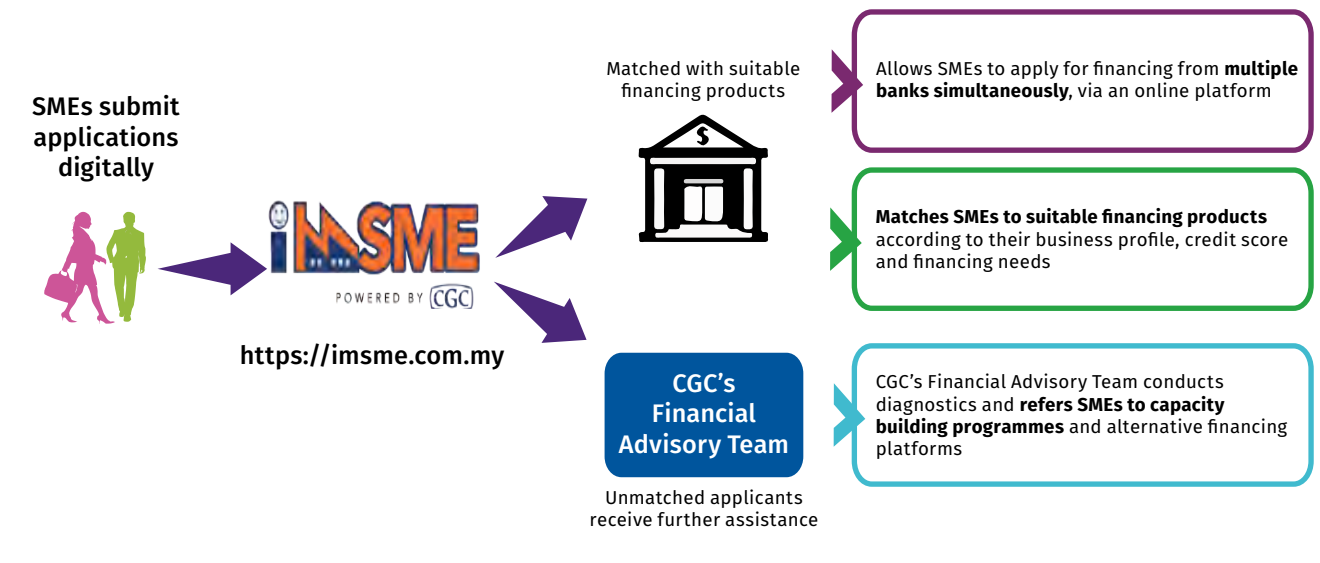 SMEs submit
applications
digitally
imSME
POWERED BY CGC
https://imsme.com.my
Matched with suitable
financing products
$
CGC's
Financial
Advisory Team
Unmatched applicants
receive further assistance
Allows SMEs to apply for financing from multiple
banks simultaneously, via an online platform
Matches SMEs to suitable financing products
according to their business profile, credit score
and financing needs
CGC's Financial Advisory Team conducts
diagnostics and refers SMEs to capacity
building programmes and alternative financing
platforms